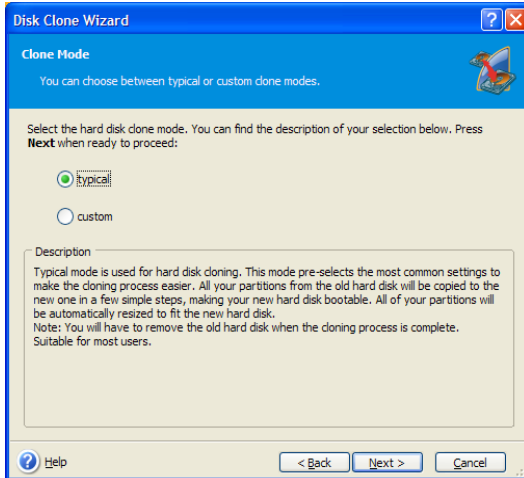 Disk Clone Wizard
Clone Mode
You can choose between typical or custom clone modes.
Select the hard disk clone mode. You can find the description of your selection below. Press
Next when ready to proceed:
typical
custom
Description
Typical mode is used for hard disk cloning. This mode pre-selects the most common settings to
make the cloning process easier. All your partitions from the old hard disk will be copied to the
new one in a few simple steps, making your new hard disk bootable. All of your partitions will
be automatically resized to fit the new hard disk.
Note: You will have to remove the old hard disk when the cloning process is complete.
Suitable for most users.
Help
< Back
Next >
Cancel